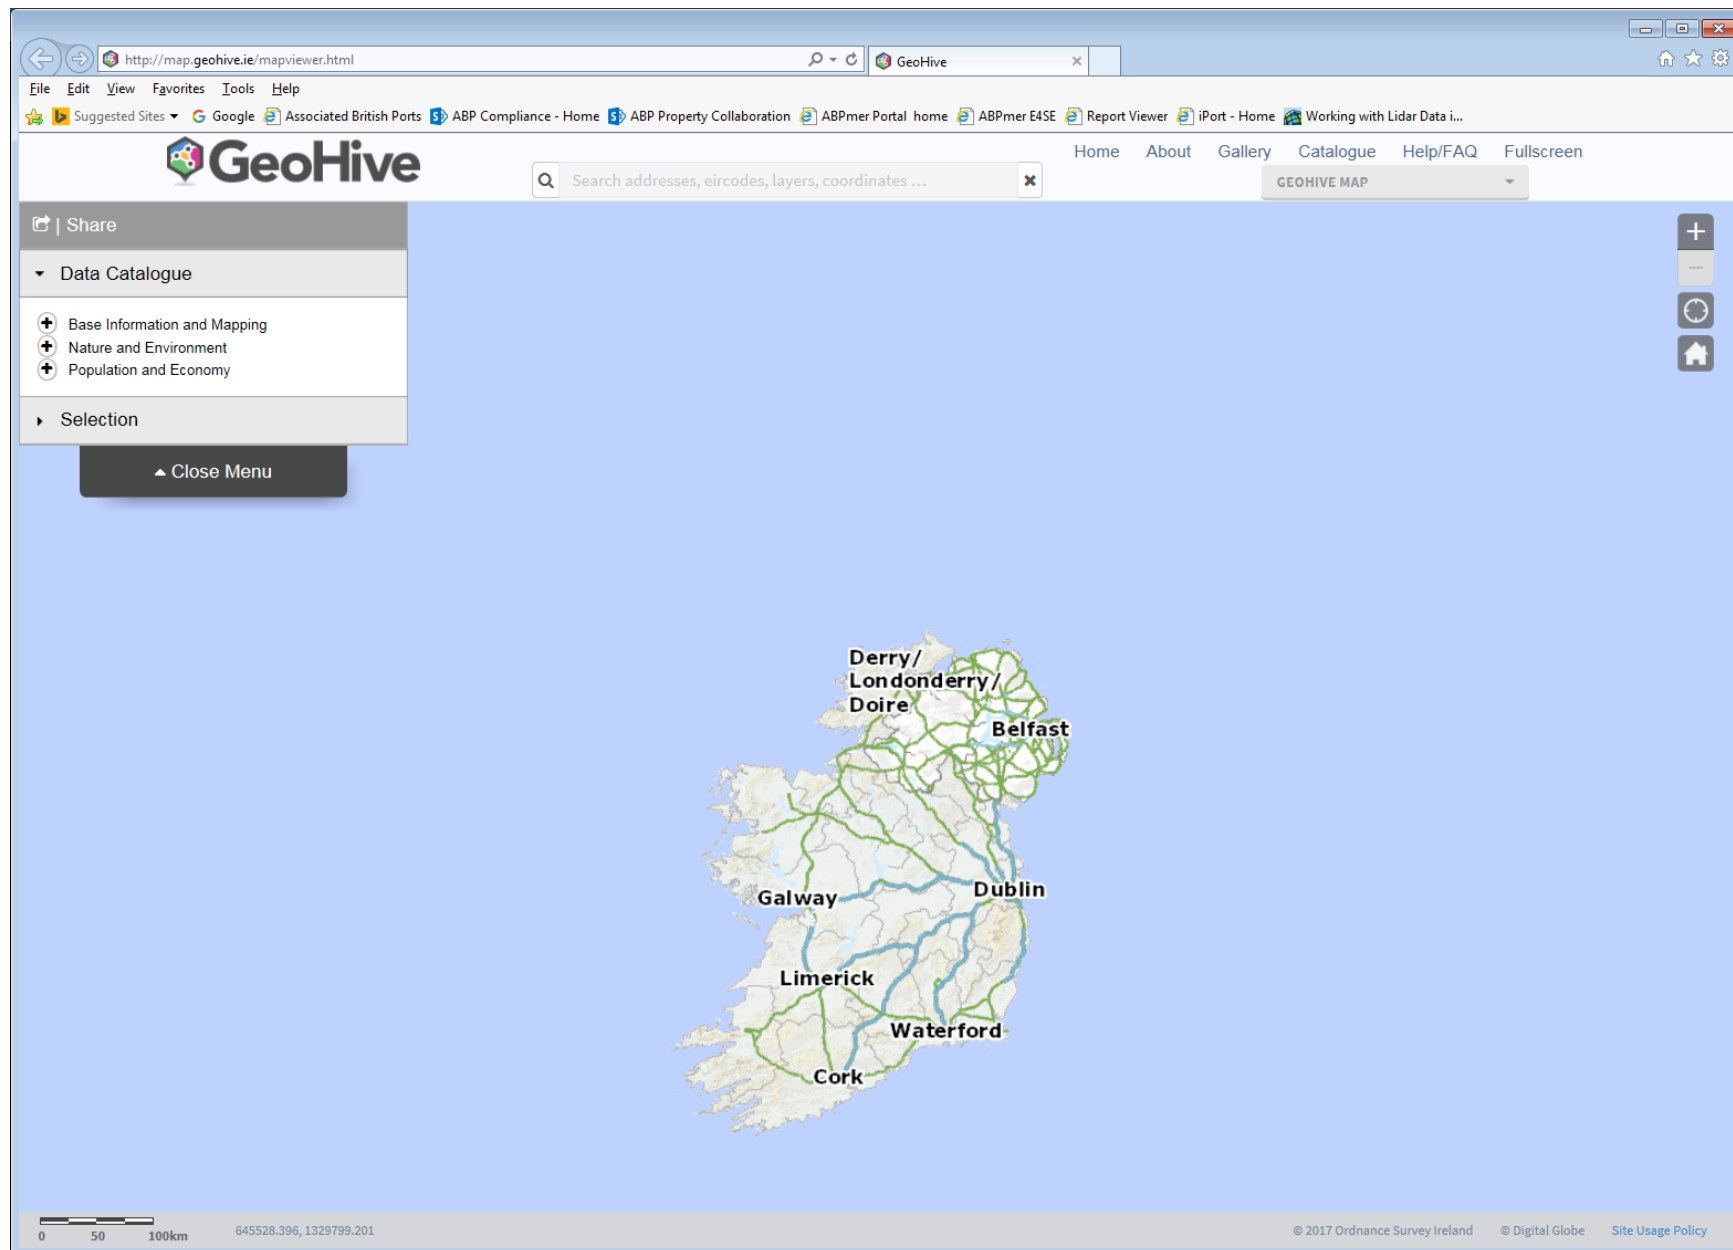 http://map.geohive.ie/mapviewer.html
GeoHive
File Edit View Favorites Tools Help
Suggested Sites Google Associated British Ports ABP Compliance - Home ABP Property Collaboration ABPmer Portal home ABPmer E4SE Report Viewer iPort - Home Working with Lidar Data i...
GeoHive
Home About Gallery Catalogue Help/FAQ Fullscreen
Search addresses, eircodes, layers, coordinates ...
GEOHIVE MAP
| Share
Data Catalogue
Base Information and Mapping
Nature and Environment
Population and Economy
Selection
Close Menu
Derry/
Londonderry/
Doire
Belfast
Dublin
Galway
Limerick
Waterford
Cork
0 50 100km
645528.396, 1329799.201
© 2017 Ordnance Survey Ireland © Digital Globe Site Usage Policy